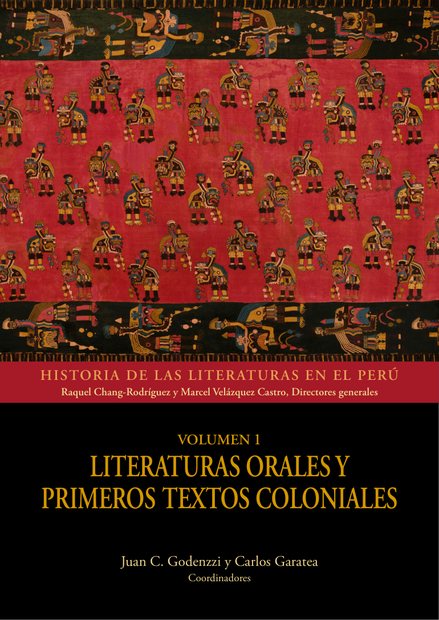 HISTORIA DE LAS LITERATURAS EN EL PERÚ
Raquel Chang-Rodríguez y Marcel Velázquez Castro, Directores generales
VOLUMEN 1
LITERATURAS ORALES Y
PRIMEROS TEXTOS COLONIALES
Juan C. Godenzzi y Carlos Garatea
Coordinadores